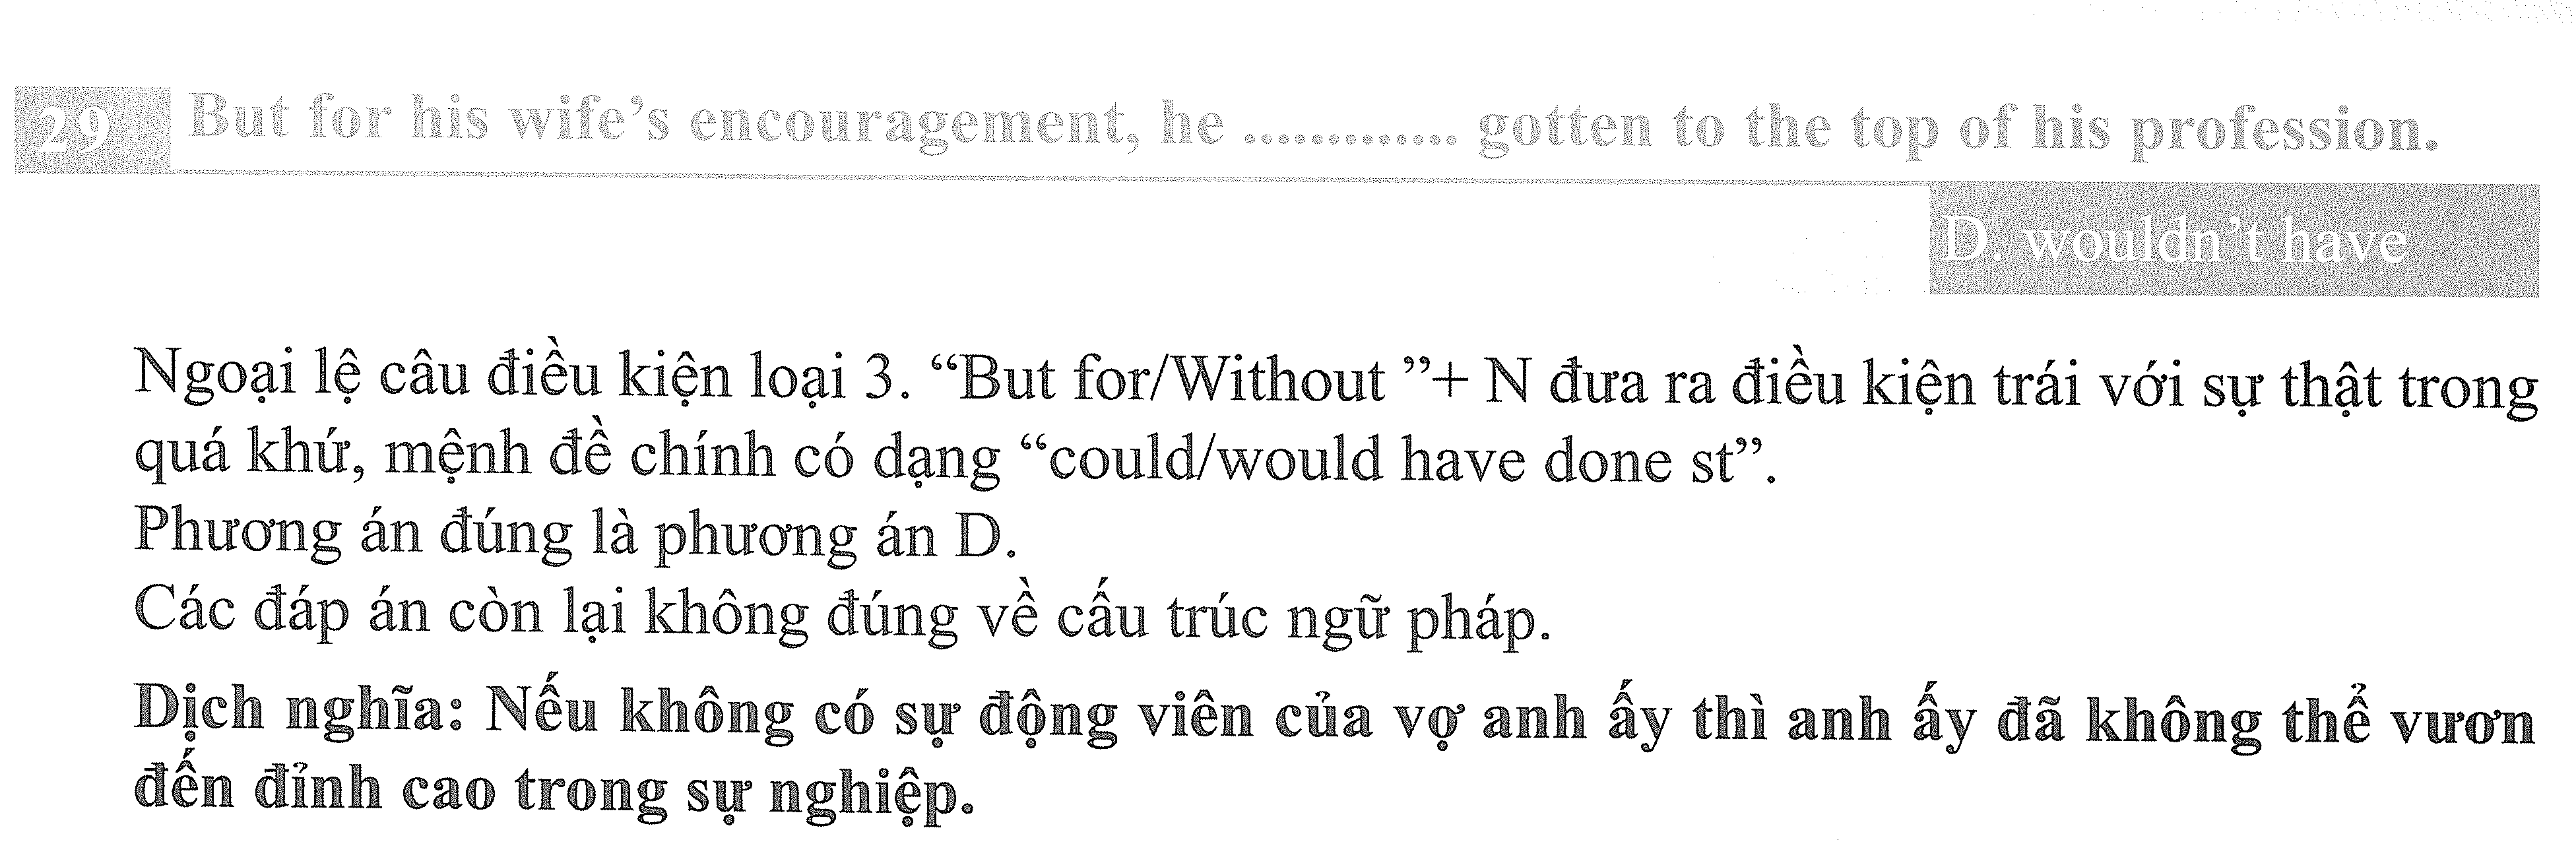 29 But for his wife’s encouragement, he ............. gotten to the top of his profession.
D. wouldn’t have
Ngoại lệ câu điều kiện loại 3. “But for/Without ”+ N đưa ra điều kiện trái với sự thật trong
quá khứ, mệnh đề chính có dạng “could/would have done st”.
Phương án đúng là phương án D.
Các đáp án còn lại không đúng về cấu trúc ngữ pháp.
Dịch nghĩa: Nếu không có sự động viên của vợ anh ấy thì anh ấy đã không thể vươn
đến đỉnh cao trong sự nghiệp.